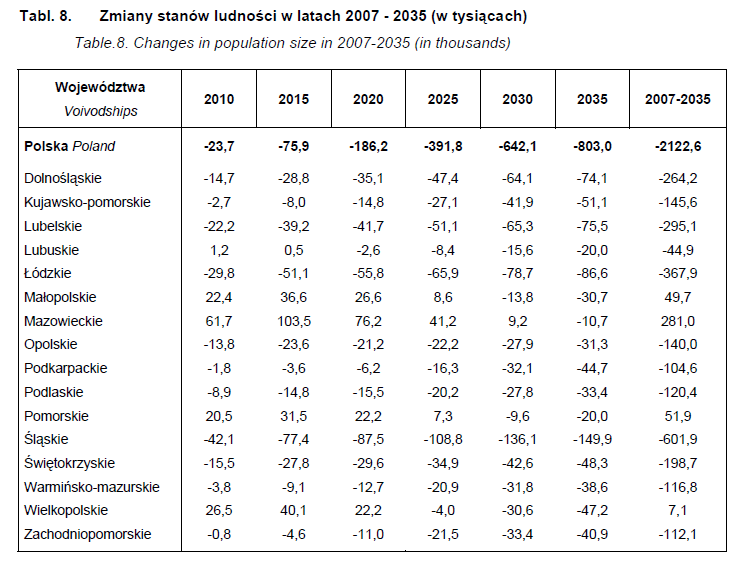 Tabl. 8. Zmiany stanów ludności w latach 2007 - 2035 (w tysiącach)
Table.8. Changes in population size in 2007-2035 (in thousands)
Województwa
Voivodships
2010 2015 2020 2025 2030 2035 2007-2035
Polska Poland -23,7 -75,9 -186,2 -391,8 -642,1 -803,0 -2122,6
Dolnośląskie -14,7 -28,8 -35,1 -47,4 -64,1 -74,1 -264,2
Kujawsko-pomorskie -2,7 -8,0 -14,8 -27,1 -41,9 -51,1 -145,6
Lubelskie -22,2 -39,2 -41,7 -51,1 -65,3 -75,5 -295,1
Lubuskie 1,2 0,5 -2,6 -8,4 -15,6 -20,0 -44,9
Łódzkie -29,8 -51,1 -55,8 -65,9 -78,7 -86,6 -367,9
Małopolskie 22,4 36,6 26,6 8,6 -13,8 -30,7 49,7
Mazowieckie 61,7 103,5 76,2 41,2 9,2 -10,7 281,0
Opolskie -13,8 -23,6 -21,2 -22,2 -27,9 -31,3 -140,0
Podkarpackie -1,8 -3,6 -6,2 -16,3 -32,1 -44,7 -104,6
Podlaskie -8,9 -14,8 -15,5 -20,2 -27,8 -33,4 -120,4
Pomorskie 20,5 31,5 22,2 7,3 -9,6 -20,0 51,9
Śląskie -42,1 -77,4 -87,5 -108,8 -136,1 -149,9 -601,9
Świętokrzyskie -15,5 -27,8 -29,6 -34,9 -42,6 -48,3 -198,7
Warmińsko-mazurskie -3,8 -9,1 -12,7 -20,9 -31,8 -38,6 -116,8
Wielkopolskie 26,5 40,1 22,2 -4,0 -30,6 -47,2 7,1
Zachodniopomorskie -0,8 -4,6 -11,0 -21,5 -33,4 -40,9 -112,1